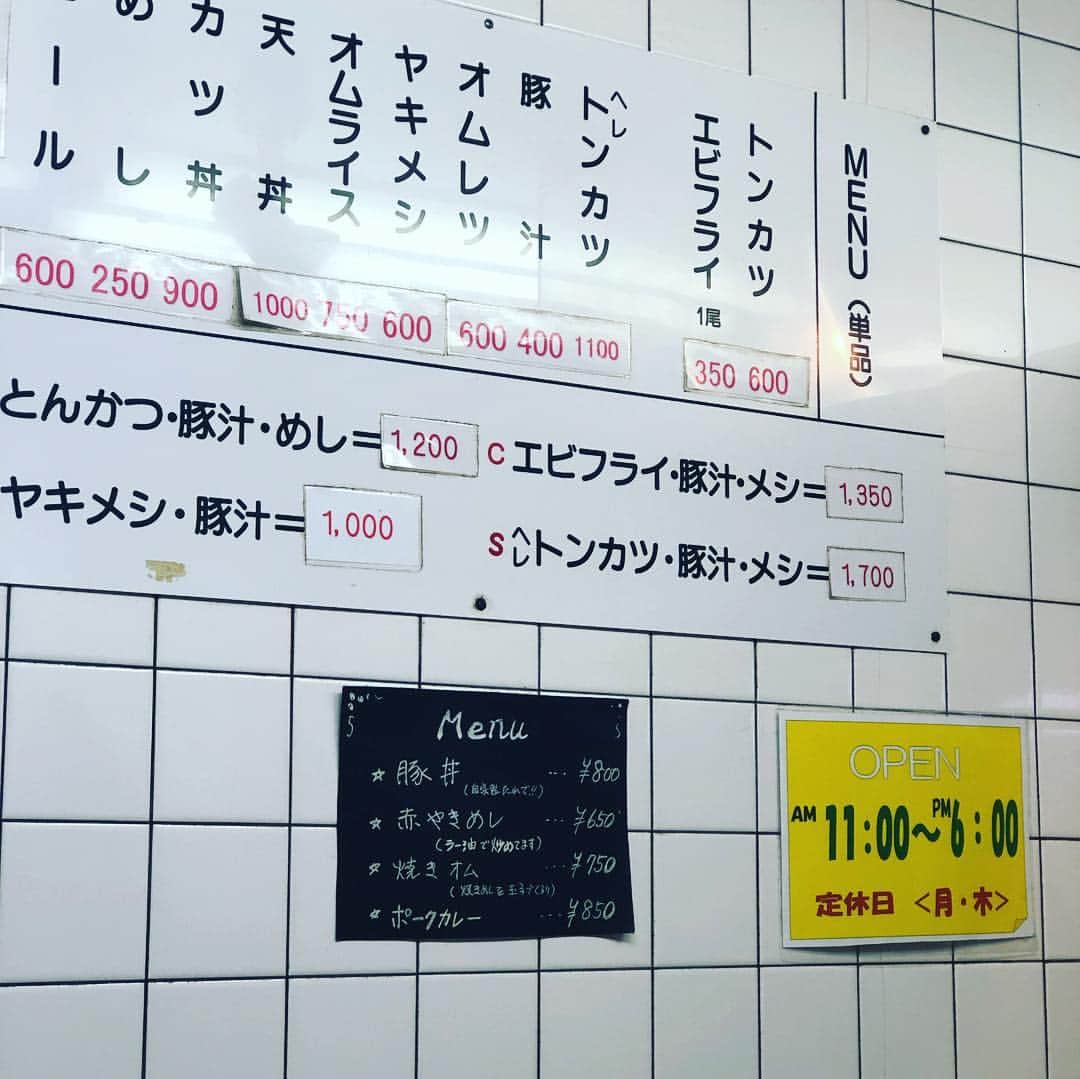 MENU (単品)
トンカツ
エビフライ 1尾
ヘレトンカツ
豚汁
オムレツ
ヤキメシ
オムライス
天丼
カツ丼
めし
ール
600 250 900 1000 750 600 600 400 1100 350 600
とんかつ・豚汁・めし= 1,200
C エビフライ・豚汁・メシ= 1,350
ヤキメシ・豚汁= 1,000
S ヘレトンカツ・豚汁・メシ= 1,700
Menu
☆ 豚丼 … ¥800
(自家製たれで!!)
☆ 赤やきめし … ¥650
(ラー油で炒めてます)
☆ 焼きオム … ¥750
☆ ポークカレー … ¥850
OPEN
AM 11:00～PM 6:00
定休日 <月・木>